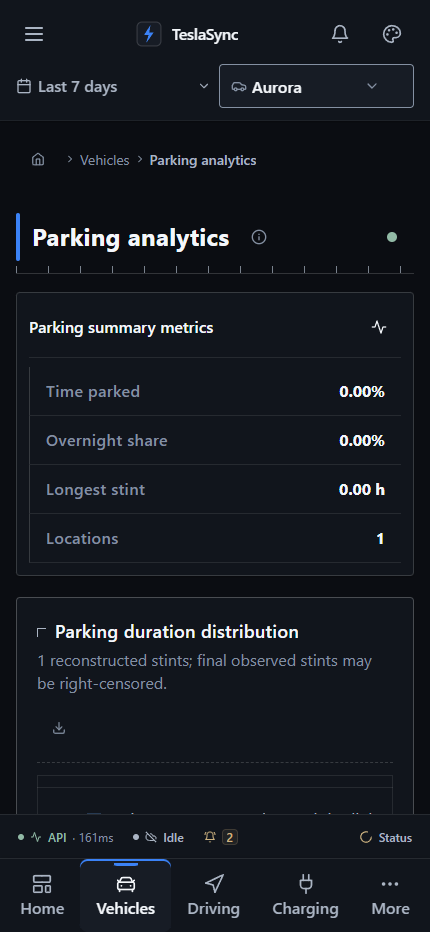 TeslaSync
Last 7 days
Aurora
Vehicles
Parking analytics
Parking analytics
Parking summary metrics
Time parked 0.00%
Overnight share 0.00%
Longest stint 0.00 h
Locations 1
Parking duration distribution
1 reconstructed stints; final observed stints may
be right-censored.
API · 161ms Idle 2 Status
Home Vehicles Driving Charging More